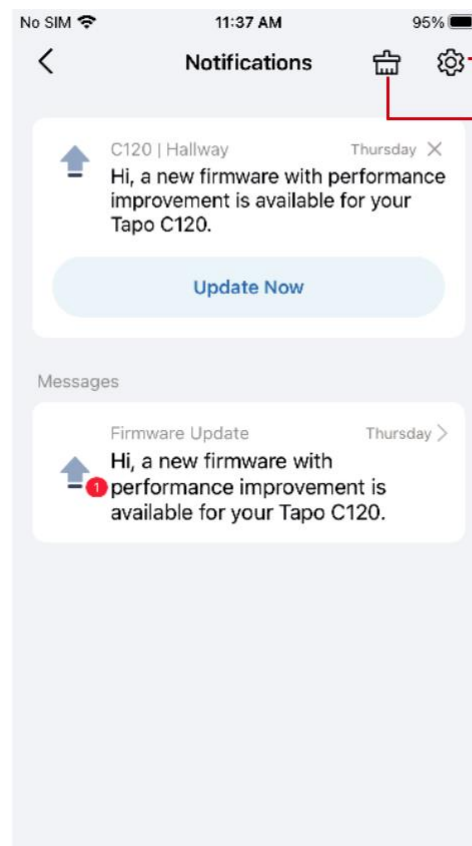 No SIM 11:37 AM 95%
Notifications
C120 | Hallway Thursday
Hi, a new firmware with performance
improvement is available for your
Tapo C120.
Update Now
Messages
Firmware Update Thursday
Hi, a new firmware with
1
performance improvement is
available for your Tapo C120.